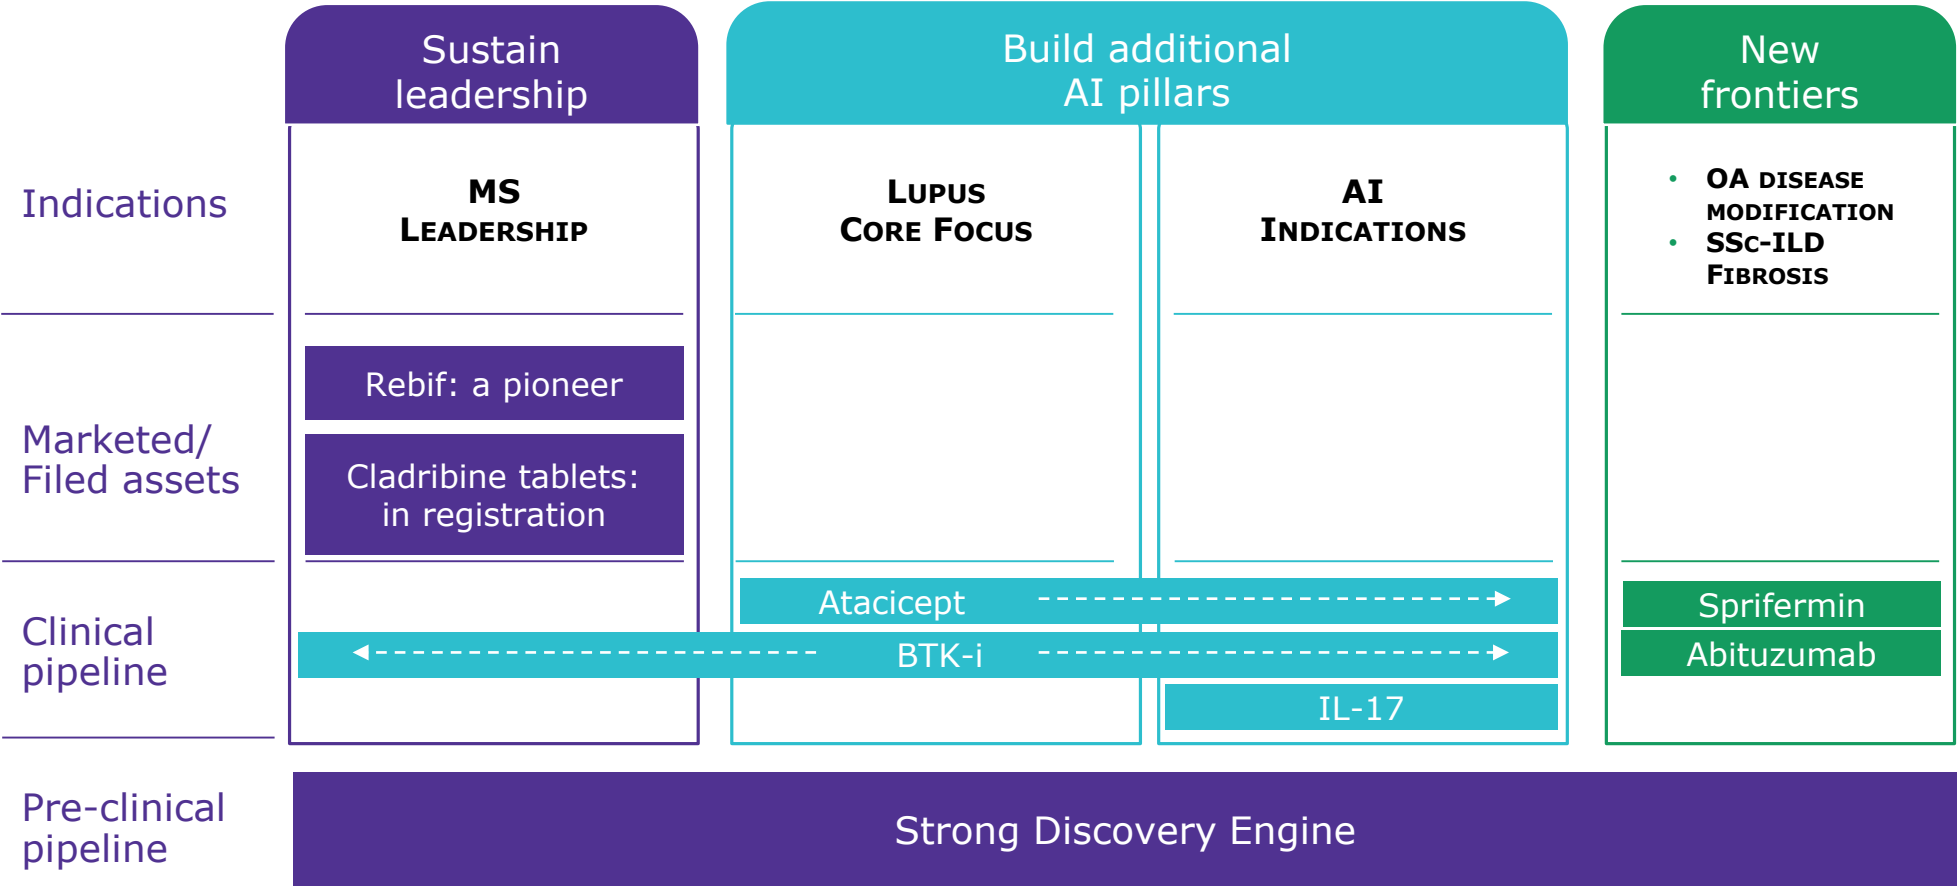 Sustain
leadership
Build additional
AI pillars
New
frontiers
Indications
MS
LEADERSHIP
LUPUS
CORE FOCUS
AI
INDICATIONS
• OA DISEASE
MODIFICATION
• SSC-ILD
FIBROSIS
Marketed/
Filed assets
Rebif: a pioneer
Cladribine tablets:
in registration
Clinical
pipeline
Atacicept
BTK-i
IL-17
Sprifermin
Abituzumab
Pre-clinical
pipeline
Strong Discovery Engine